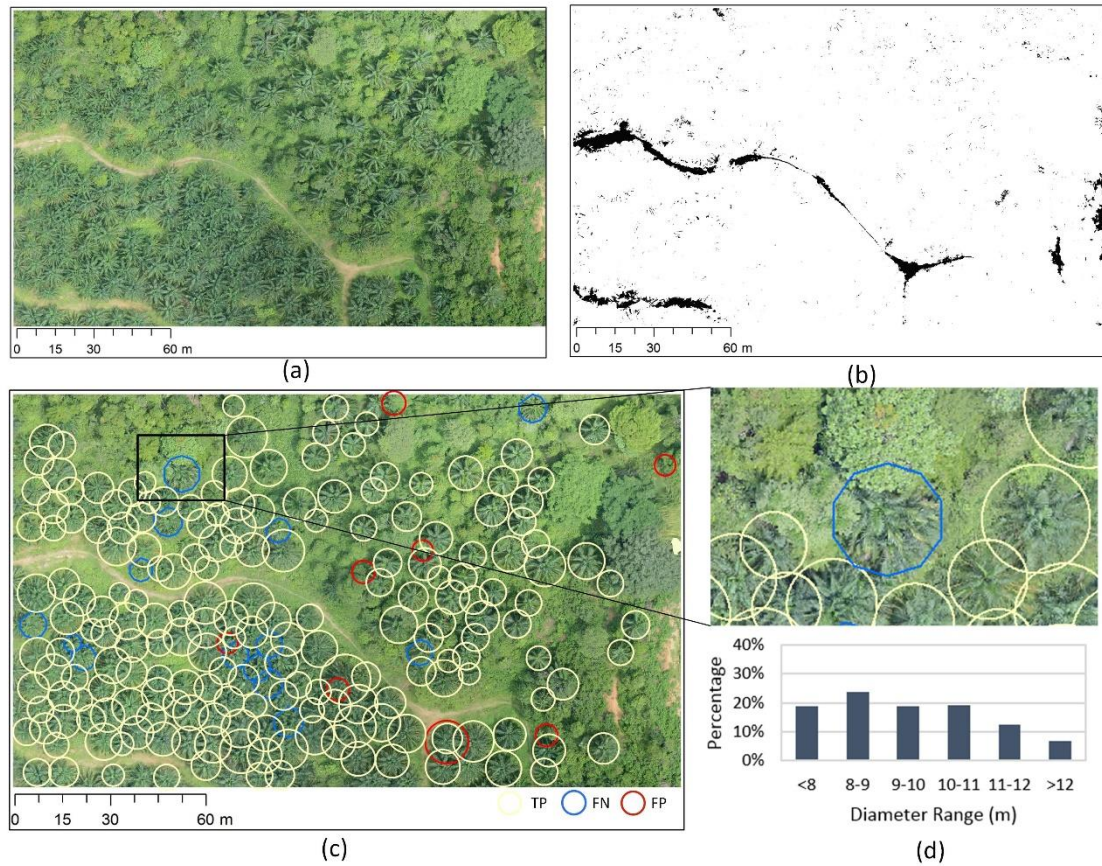 0 15 30 60 m
(a)
0 15 30 60 m
(b)
0 15 30 60 m
TP FN FP
(c)
40%
30%
20%
10%
0%
Percentage
<8 8-9 9-10 10-11 11-12 >12
Diameter Range (m)
(d)